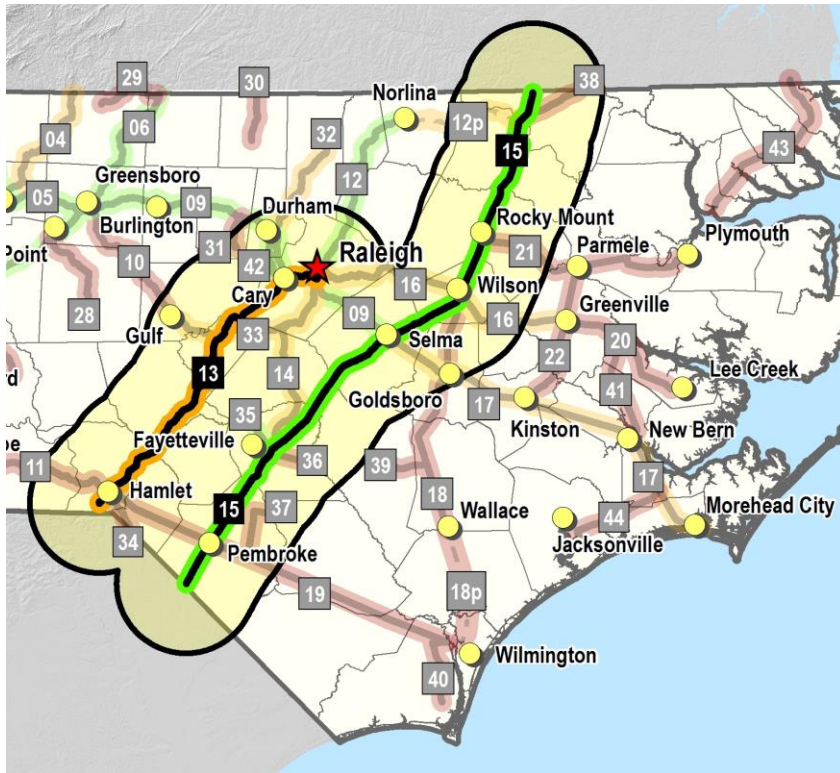 29
30
38
Norlina
04
06
32
12p
12
15
43
Greensboro
05
09
Durham
Burlington
Rocky Mount
Point
31
Raleigh
21
Parmele
Plymouth
10
42
Cary
16
Wilson
28
Gulf
33
09
16
Greenville
Selma
20
13
14
22
Lee Creek
rd
Goldsboro
41
35
17
Kinston
Fayetteville
New Bern
pe
36
39
11
17
Hamlet
18
37
15
Wallace
44
Morehead City
34
Jacksonville
Pembroke
19
18p
Wilmington
40